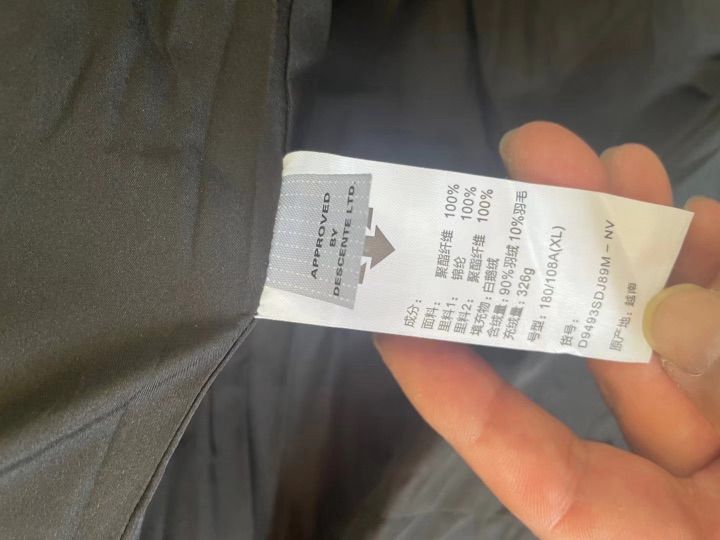 APPROVED
BY
DESCENTE LTD.
成分：
面料： 聚酯纤维 100%
里料1： 锦纶 100%
里料2： 聚酯纤维 100%
填充物：白鹅绒
含绒量：90%羽绒 10%羽毛
充绒量：326g
号型：180/108A(XL)
货号：
D9493SDJ89M－NV
原产地：越南